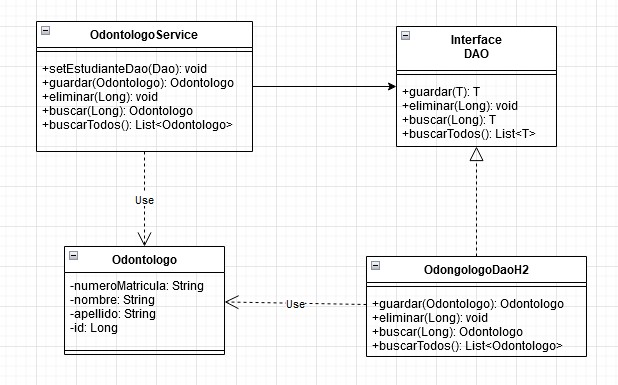 OdontologoService
+setEstudianteDao(Dao): void
+guardar(Odontologo): Odontologo
+eliminar(Long): void
+buscar(Long): Odontologo
+buscarTodos(): List<Odontologo>
Interface
DAO
+guardar(T): T
+eliminar(Long): void
+buscar(Long): T
+buscarTodos(): List<T>
Use
Odontologo
-numeroMatricula: String
-nombre: String
-apellido: String
-id: Long
Use
OdongologoDaoH2
+guardar(Odontologo): Odontologo
+eliminar(Long): void
+buscar(Long): Odontologo
+buscarTodos(): List<Odontologo>